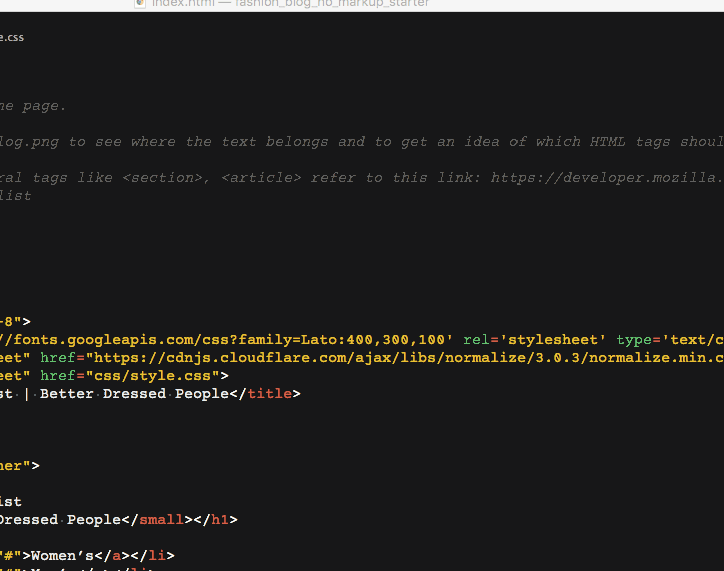 index.html — fashion_blog_no_markup_starter
e.css
ne page.
log.png to see where the text belongs and to get an idea of which HTML tags shoul
ral tags like <section>, <article> refer to this link: https://developer.mozilla.
list
-8">
//fonts.googleapis.com/css?family=Lato:400,300,100' rel='stylesheet' type='text/c
eet" href="https://cdnjs.cloudflare.com/ajax/libs/normalize/3.0.3/normalize.min.c
eet" href="css/style.css">
st | Better Dressed People</title>
ner">
ist
Dressed People</small></h1>
"#">Women’s</a></li>